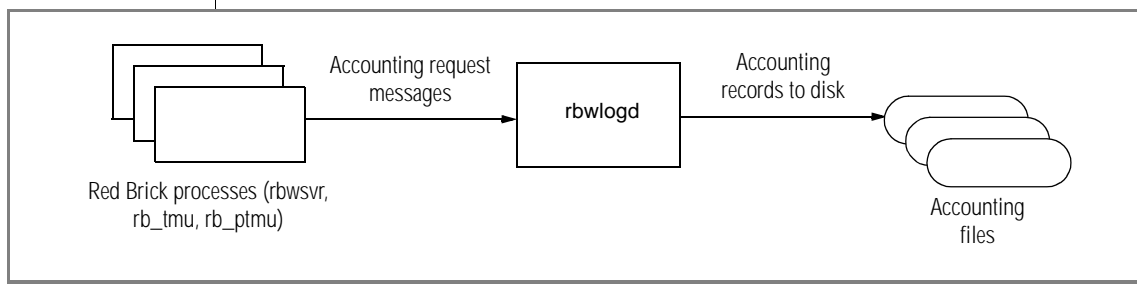 Accounting request
messages
Accounting
records to disk
rbwlogd
Red Brick processes (rbwsvr,
rb_tmu, rb_ptmu)
Accounting
files